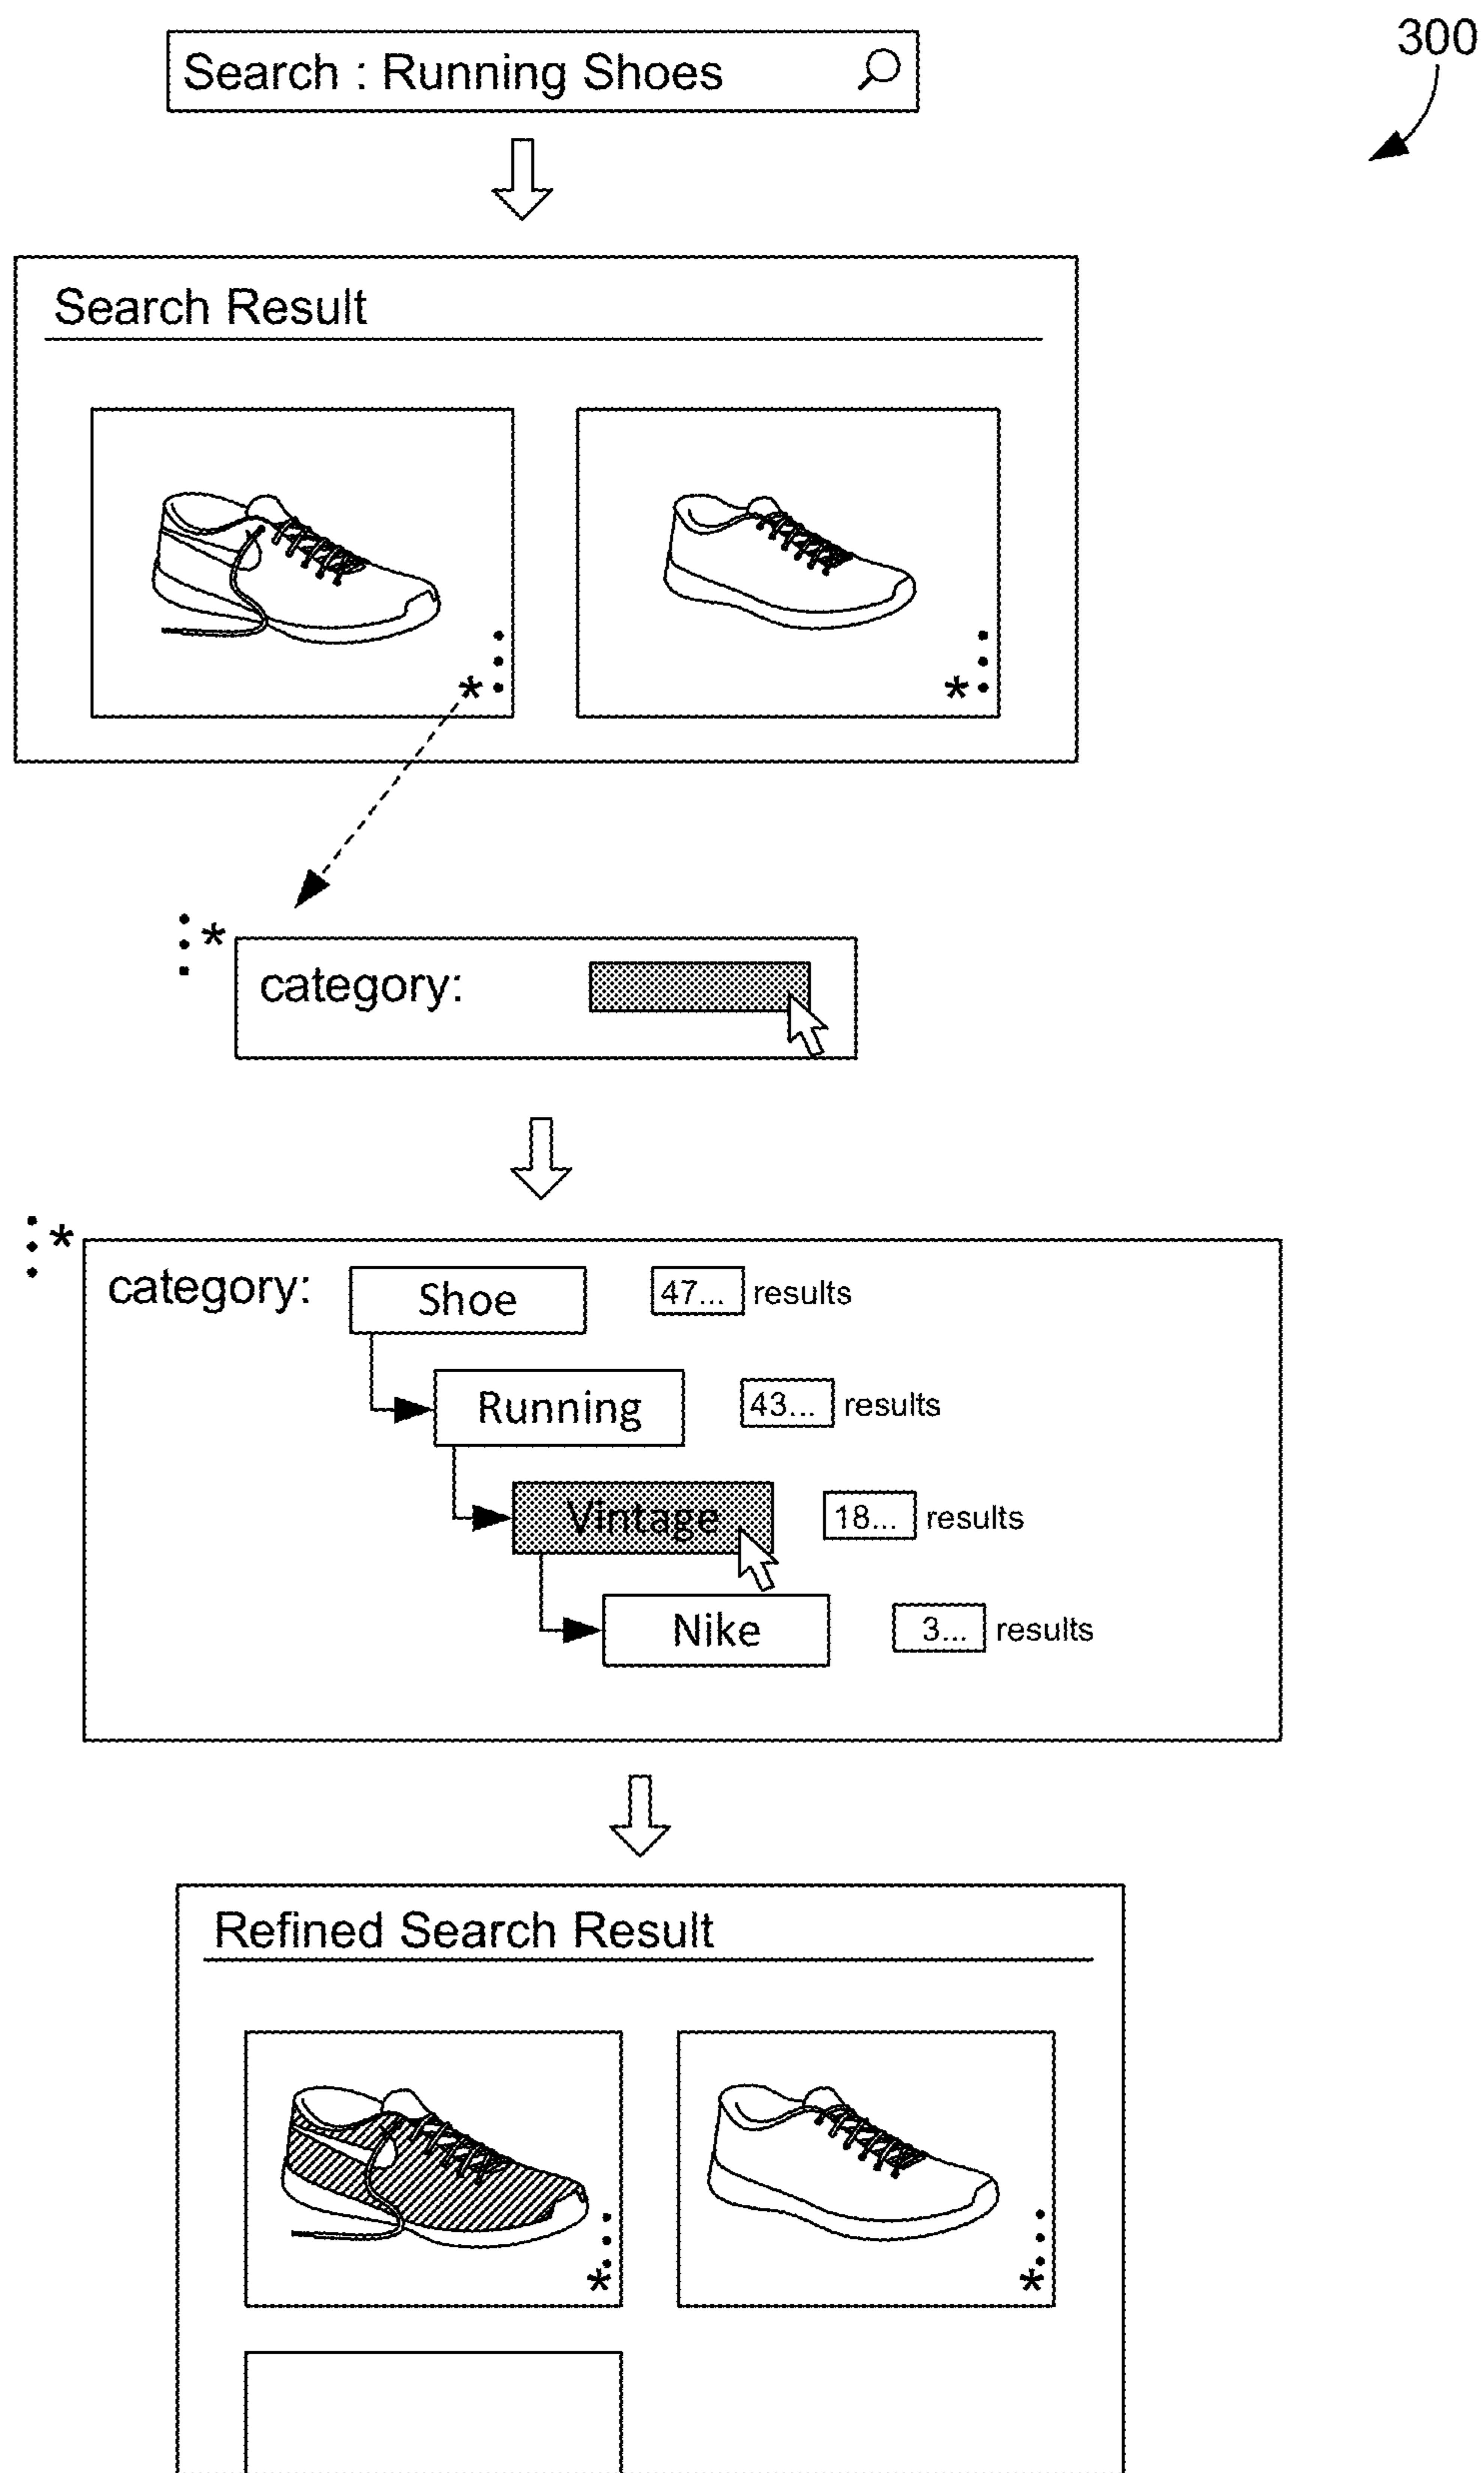 300
Search : Running Shoes
Search Result
*
*
* category:
* category: Shoe 47... results
Running 43... results
Vintage 18... results
Nike 3... results
Refined Search Result
*
*